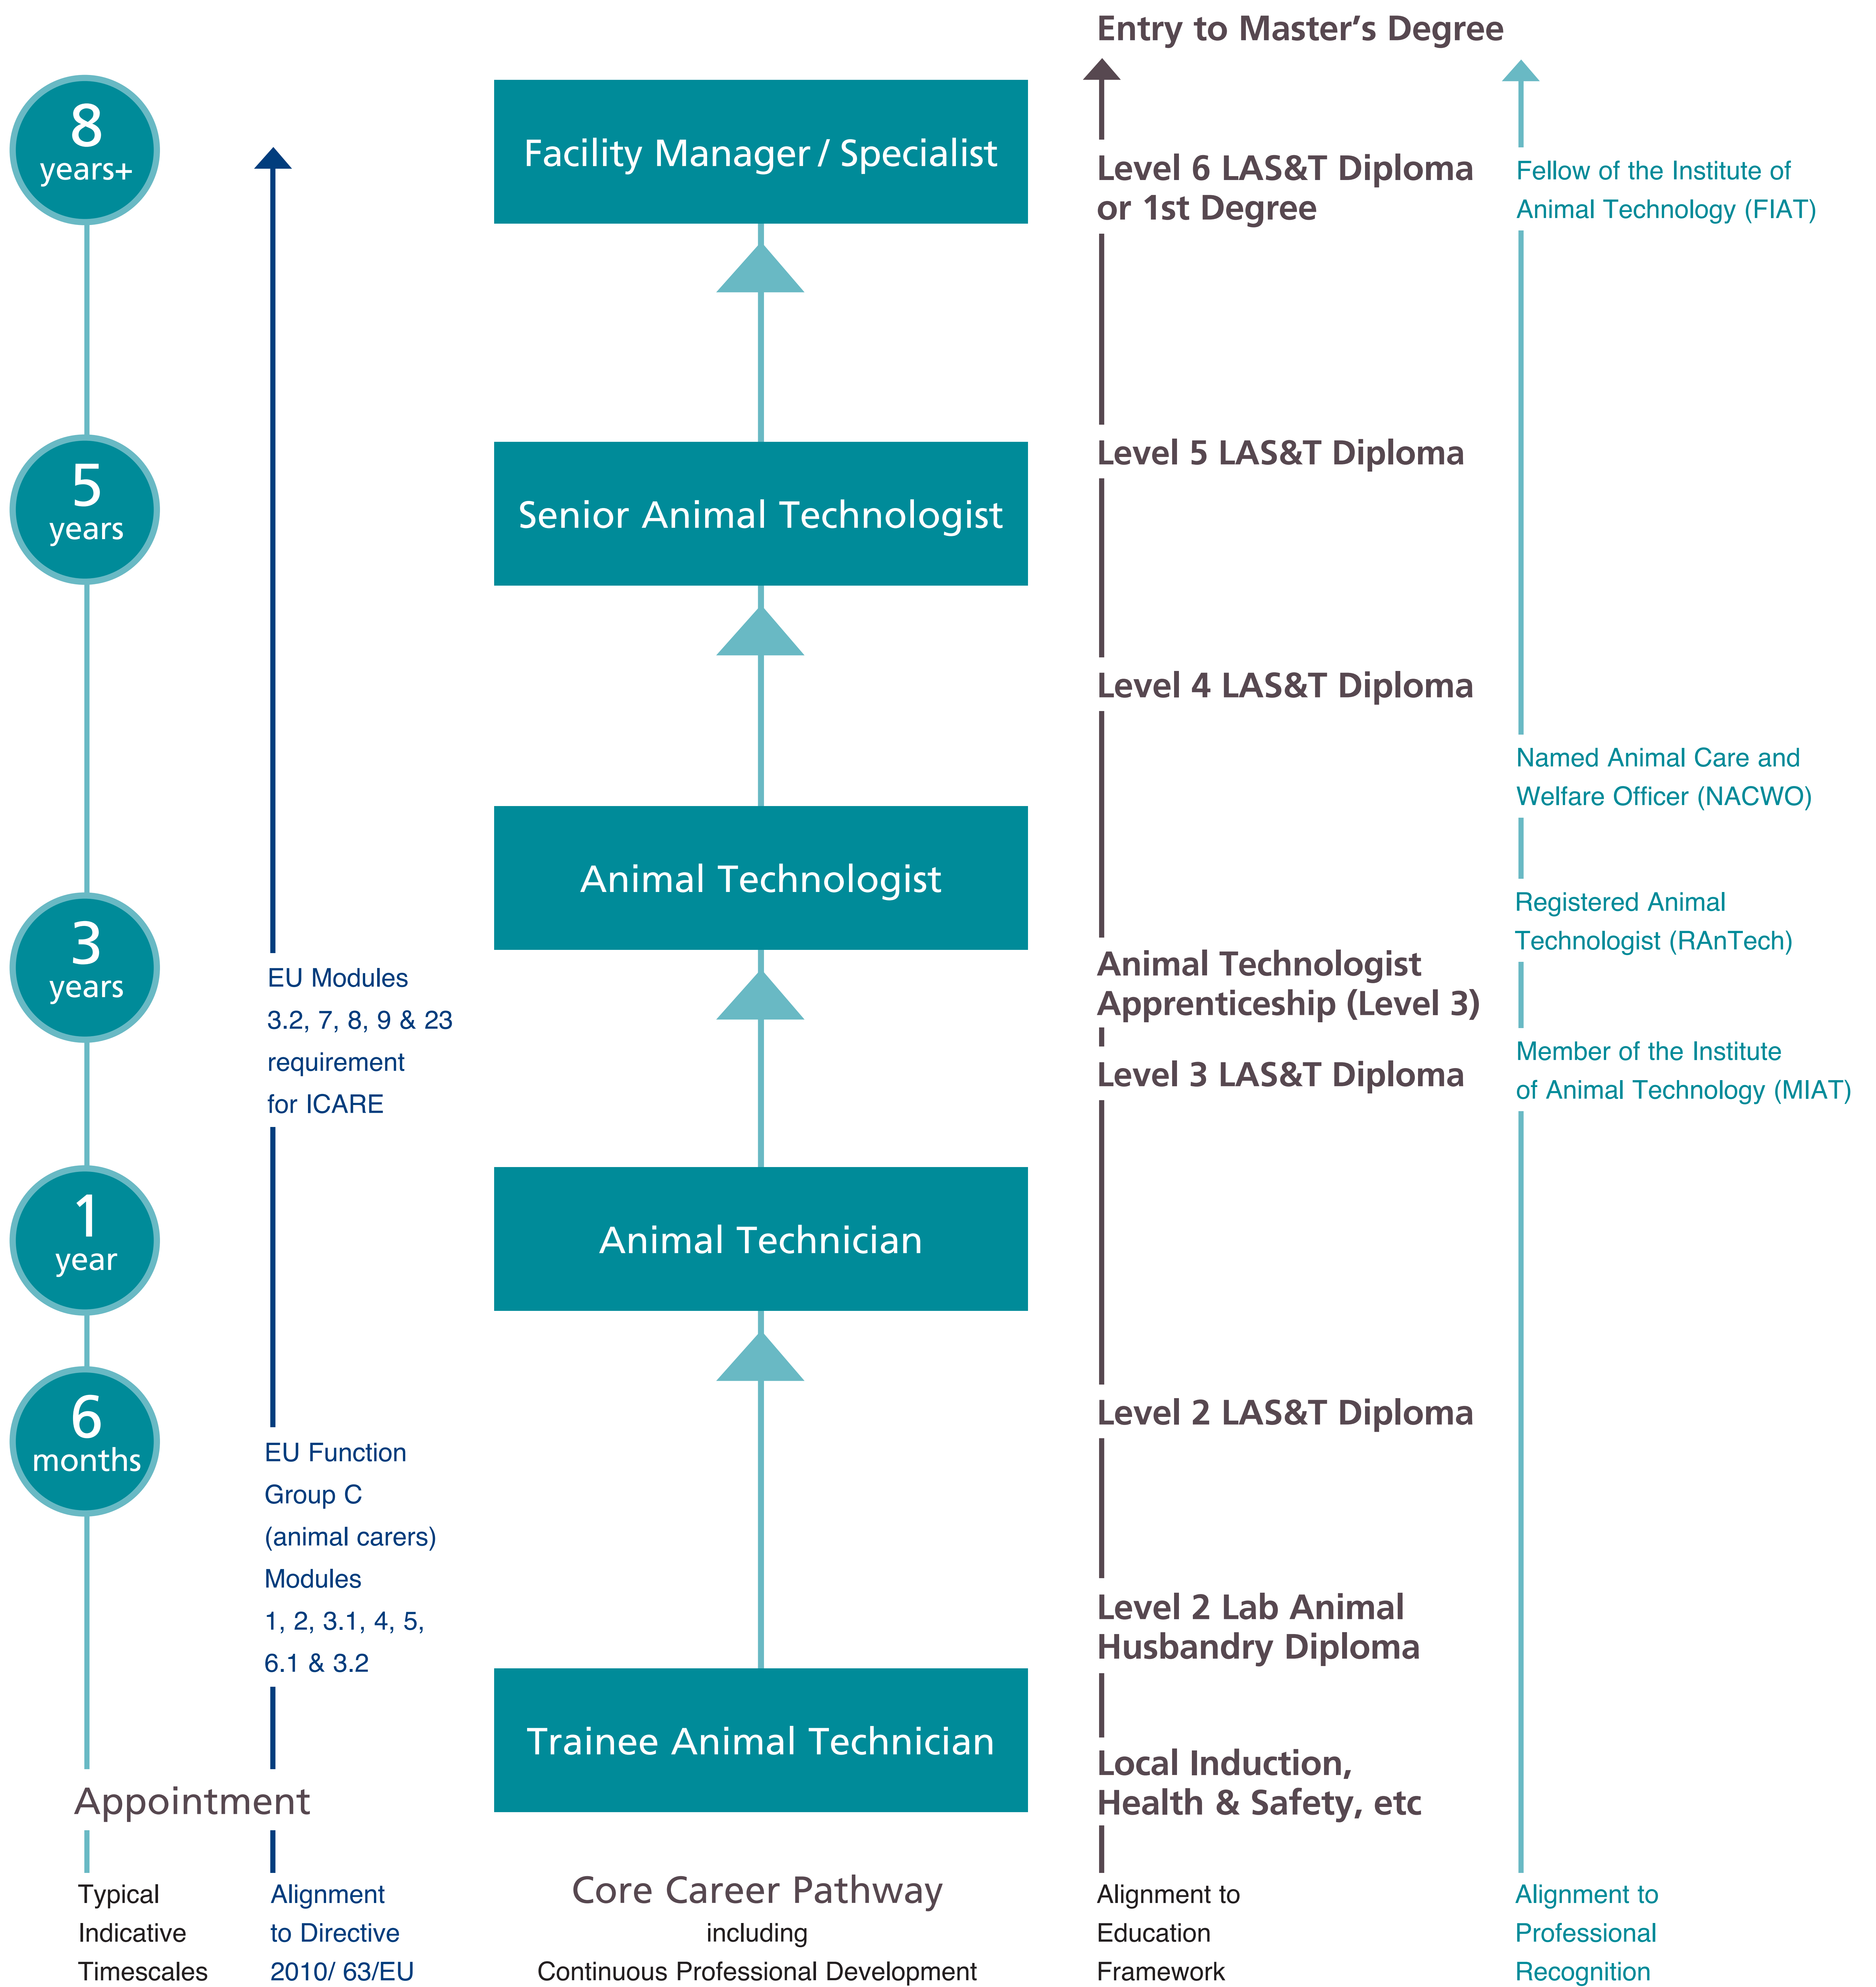 Entry to Master's Degree
8
years+
Facility Manager / Specialist
Level 6 LAS&T Diploma
or 1st Degree
Fellow of the Institute of
Animal Technology (FIAT)
5
years
Senior Animal Technologist
Level 5 LAS&T Diploma
Level 4 LAS&T Diploma
Named Animal Care and
Welfare Officer (NACWO)
3
years
EU Modules
3.2, 7, 8, 9 & 23
requirement
for ICARE
Animal Technologist
Animal Technologist
Apprenticeship (Level 3)
Level 3 LAS&T Diploma
Registered Animal
Technologist (RAnTech)
Member of the Institute
of Animal Technology (MIAT)
1
year
Animal Technician
6
months
EU Function
Group C
(animal carers)
Modules
1, 2, 3.1, 4, 5,
6.1 & 3.2
Level 2 LAS&T Diploma
Level 2 Lab Animal
Husbandry Diploma
Trainee Animal Technician
Local Induction,
Health & Safety, etc
Appointment
Typical
Indicative
Timescales
Alignment
to Directive
2010/ 63/EU
Core Career Pathway
including
Continuous Professional Development
Alignment to
Education
Framework
Alignment to
Professional
Recognition